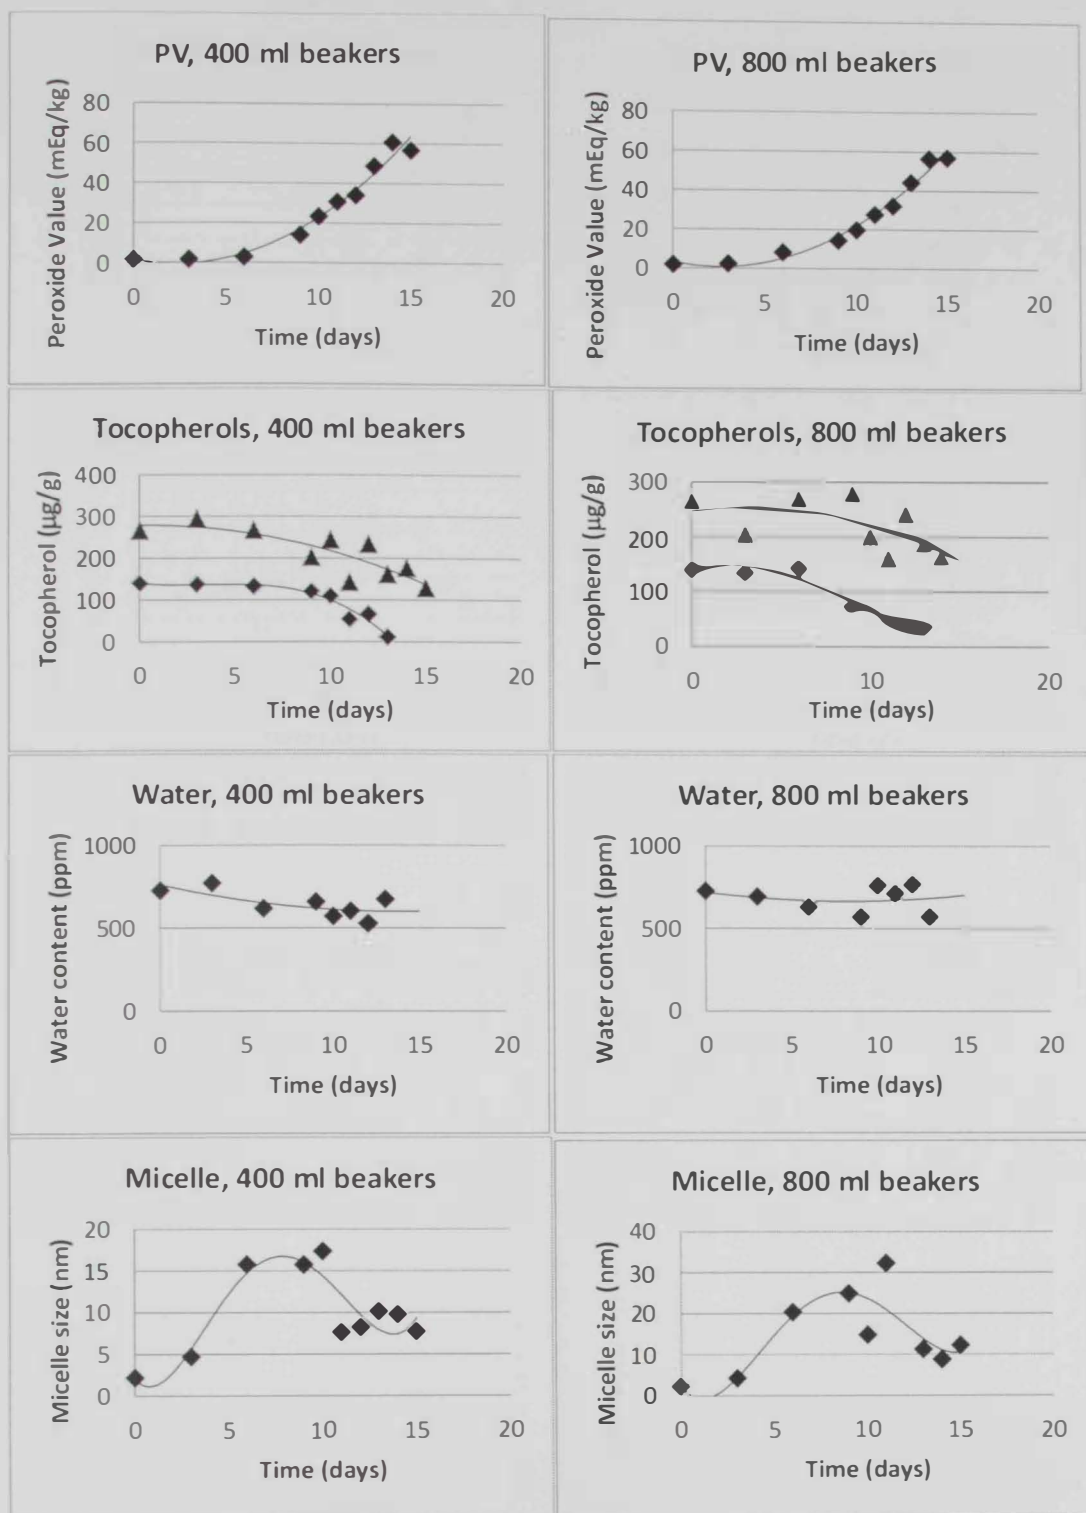 PV, 400 ml beakers
Peroxide Value (mEq/kg)
80
60
40
20
0
0 5 10 15 20
Time (days)
PV, 800 ml beakers
Peroxide Value (mEq/kg)
80
60
40
20
0
0 5 10 15 20
Time (days)
Tocopherols, 400 ml beakers
Tocopherol (µg/g)
400
300
200
100
0
0 5 10 15 20
Time (days)
Tocopherols, 800 ml beakers
Tocopherol (µg/g)
300
200
100
0
0 10 20
Time (days)
Water, 400 ml beakers
Water content (ppm)
1000
500
0
0 5 10 15 20
Time (days)
Water, 800 ml beakers
Water content (ppm)
1000
500
0
0 5 10 15 20
Time (days)
Micelle, 400 ml beakers
Micelle size (nm)
20
15
10
5
0
0 5 10 15 20
Time (days)
Micelle, 800 ml beakers
Micelle size (nm)
40
30
20
10
0
0 5 10 15 20
Time (days)